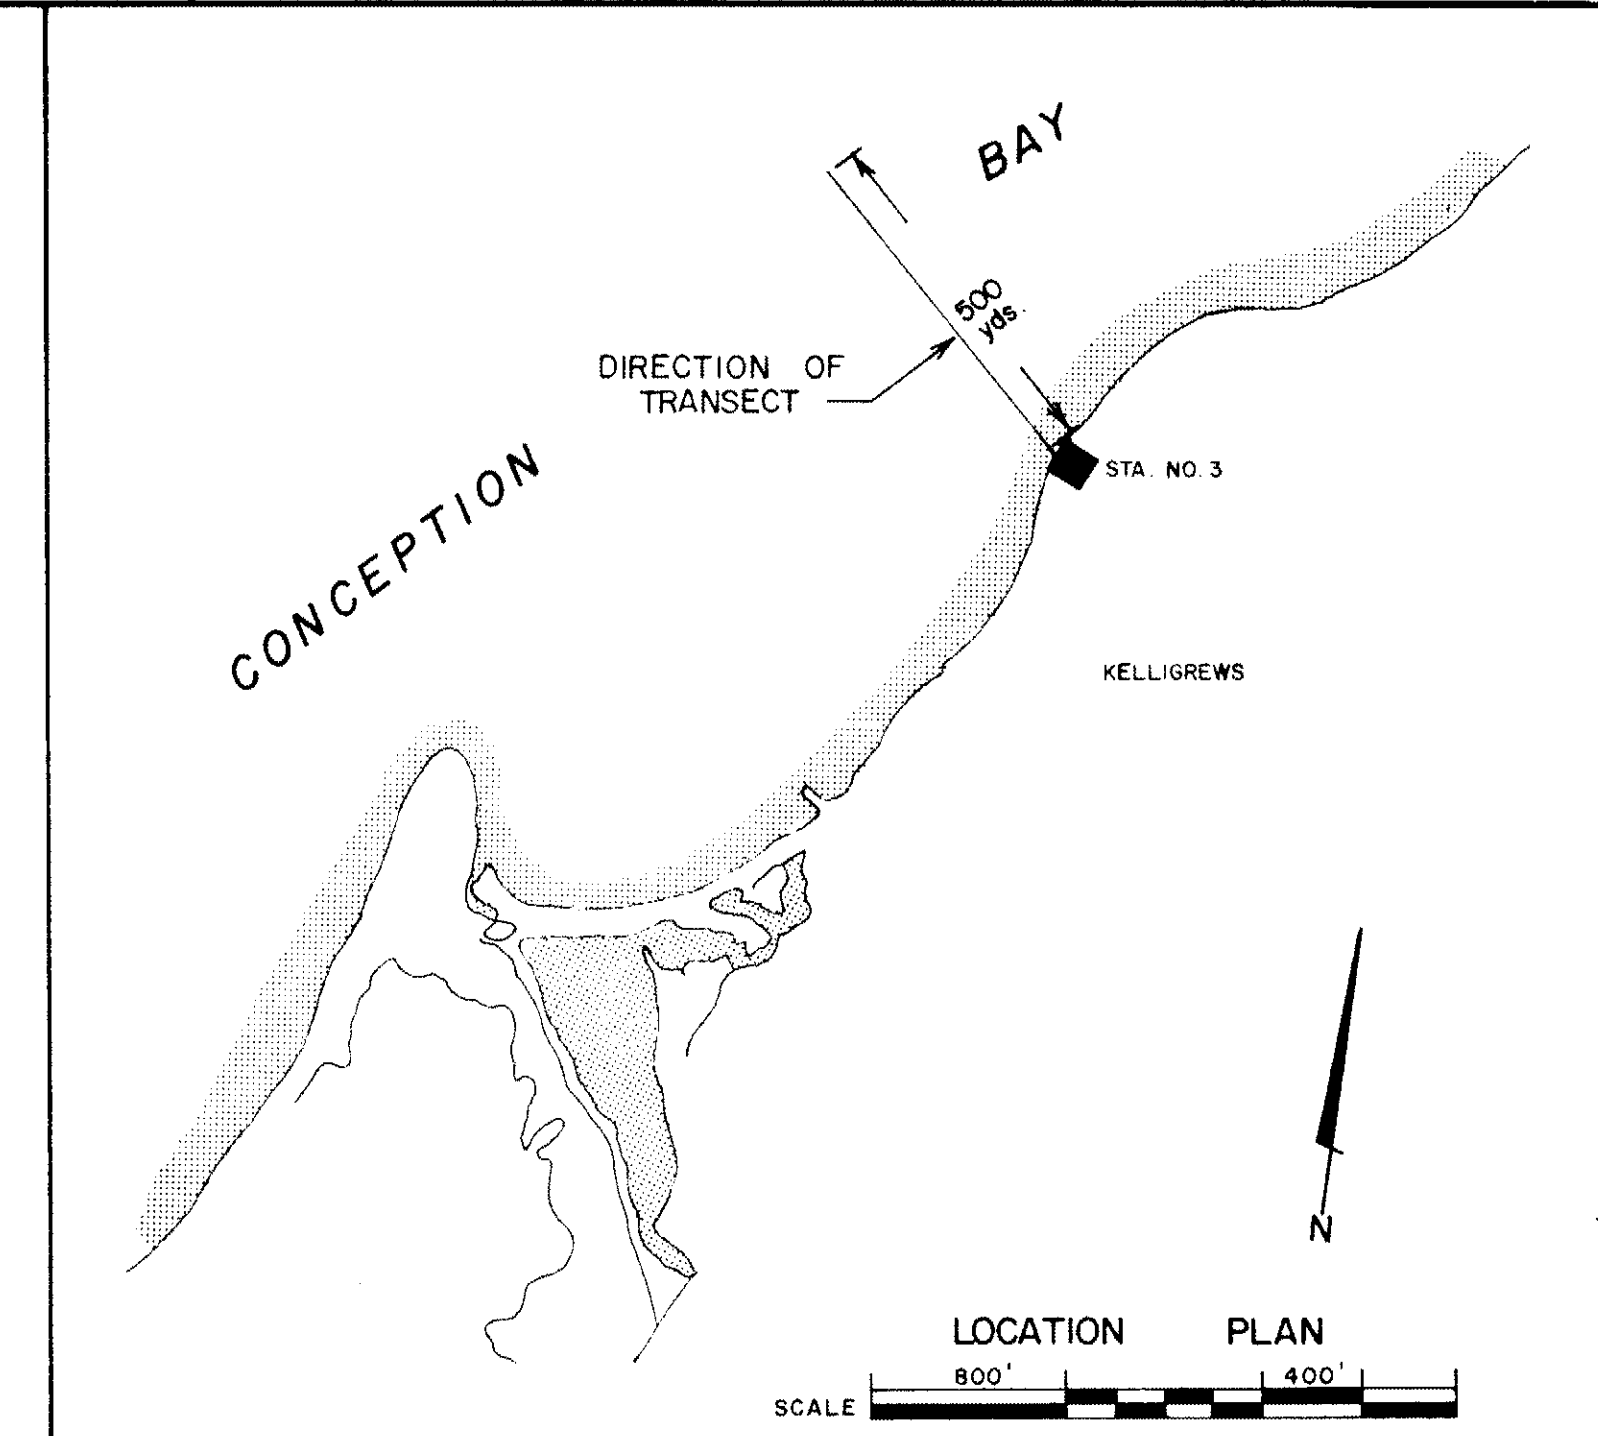 BAY
500
yds.
DIRECTION OF
TRANSECT
CONCEPTION
STA. NO. 3
KELLIGREWS
N
LOCATION PLAN
800' 400'
SCALE